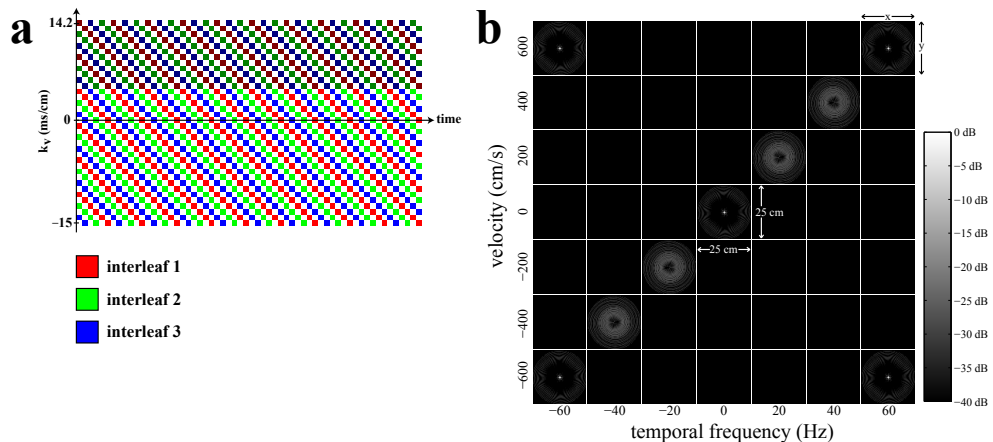 a
14.2
k_v (ms/cm)
0
time
−15
interleaf 1
interleaf 2
interleaf 3
b
x
y
velocity (cm/s)
600
400
200
0
−200
−400
−600
25 cm
25 cm
−60
−40
−20
0
20
40
60
temporal frequency (Hz)
0 dB
−5 dB
−10 dB
−15 dB
−20 dB
−25 dB
−30 dB
−35 dB
−40 dB